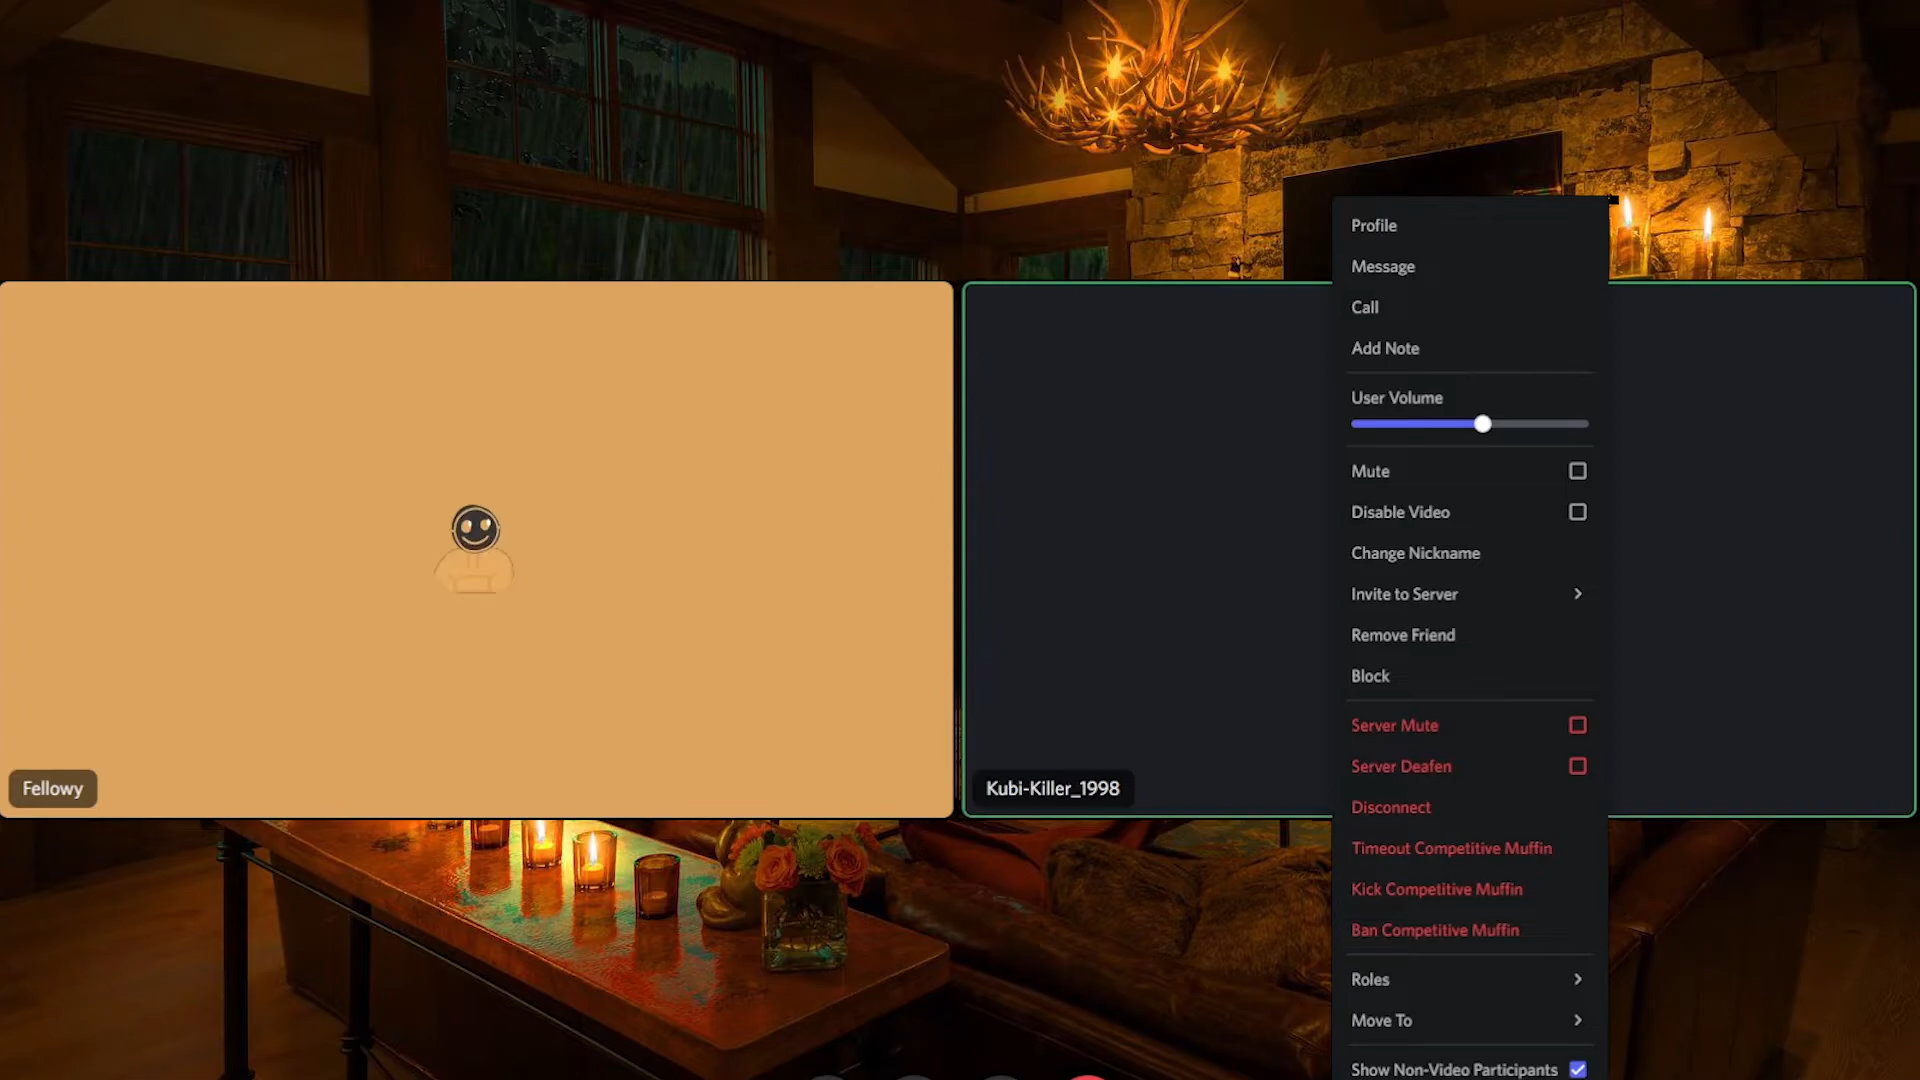 Profile
Message
Call
Add Note
User Volume
Mute
Disable Video
Change Nickname
Invite to Server
Remove Friend
Block
Server Mute
Server Deafen
Disconnect
Timeout Competitive Muffin
Kick Competitive Muffin
Ban Competitive Muffin
Roles
Move To
Show Non-Video Participants
Fellowy
Kubi-Killer_1998